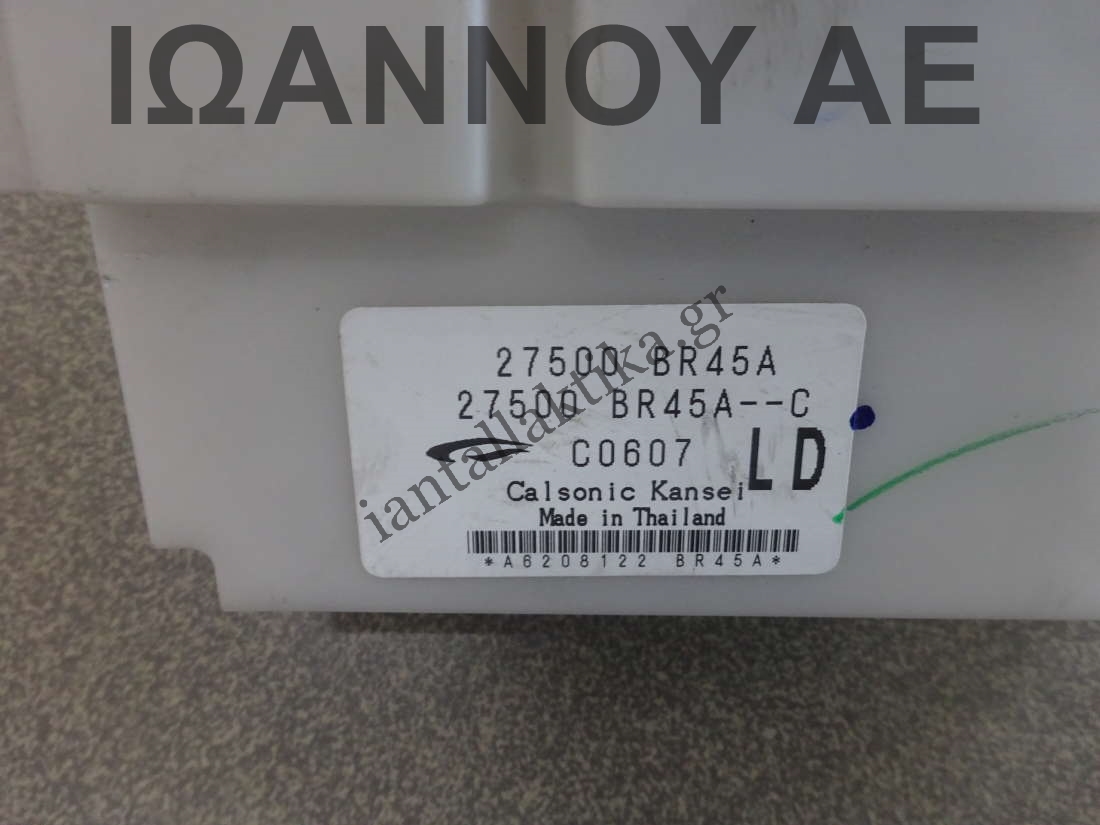 ΙΩΑΝΝΟΥ ΑΕ
iantallaktika.gr
27500 BR45A
27500 BR45A--C
C0607
LD
Calsonic Kansei
Made in Thailand
*A6208122 BR45A*